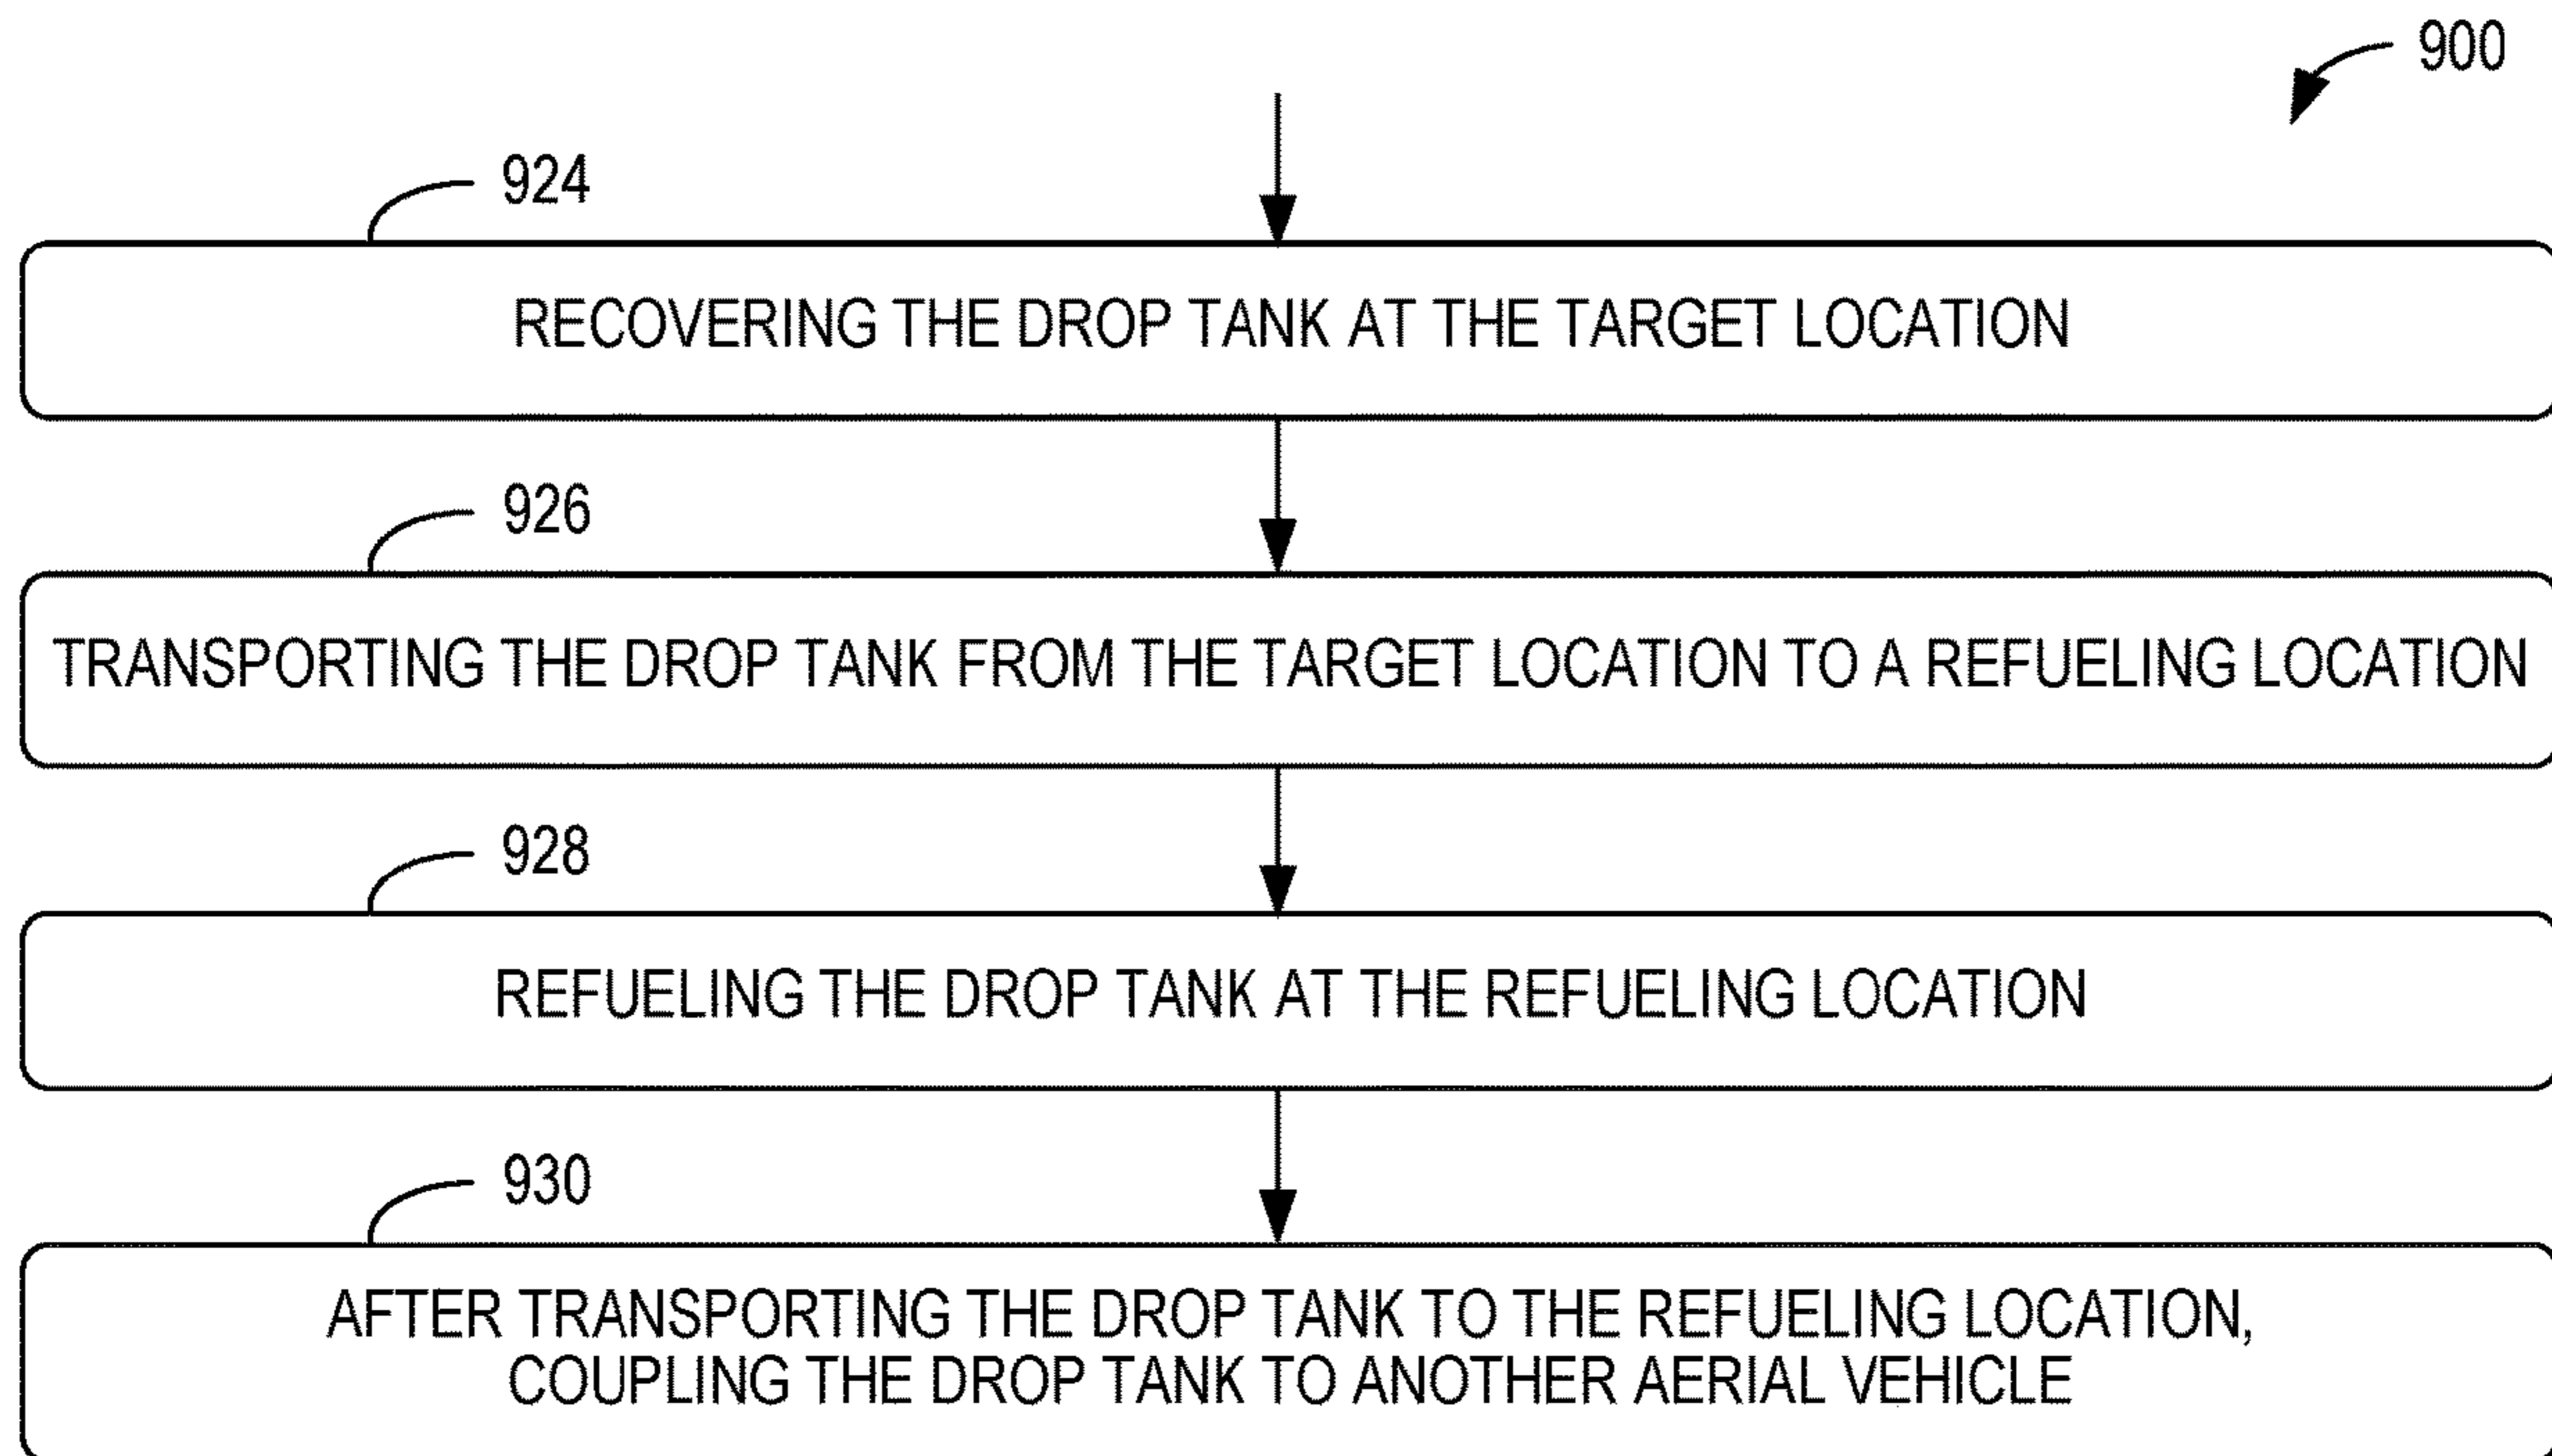 900
924
RECOVERING THE DROP TANK AT THE TARGET LOCATION
926
TRANSPORTING THE DROP TANK FROM THE TARGET LOCATION TO A REFUELING LOCATION
928
REFUELING THE DROP TANK AT THE REFUELING LOCATION
930
AFTER TRANSPORTING THE DROP TANK TO THE REFUELING LOCATION,
COUPLING THE DROP TANK TO ANOTHER AERIAL VEHICLE